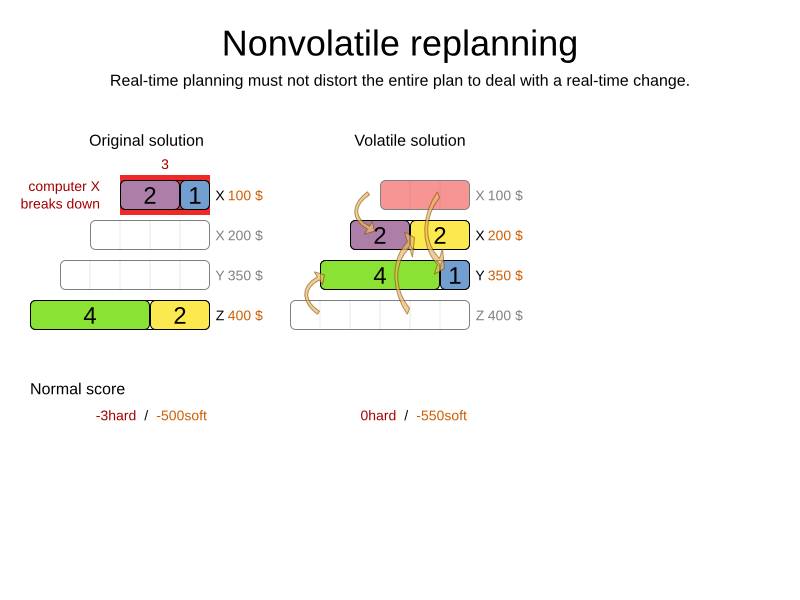 Nonvolatile replanning
Real-time planning must not distort the entire plan to deal with a real-time change.
Original solution
3
computer X
breaks down
2 1 X 100 $
X 200 $
Y 350 $
4 2 Z 400 $
Volatile solution
X 100 $
2 2 X 200 $
4 1 Y 350 $
Z 400 $
Normal score
-3hard / -500soft
0hard / -550soft